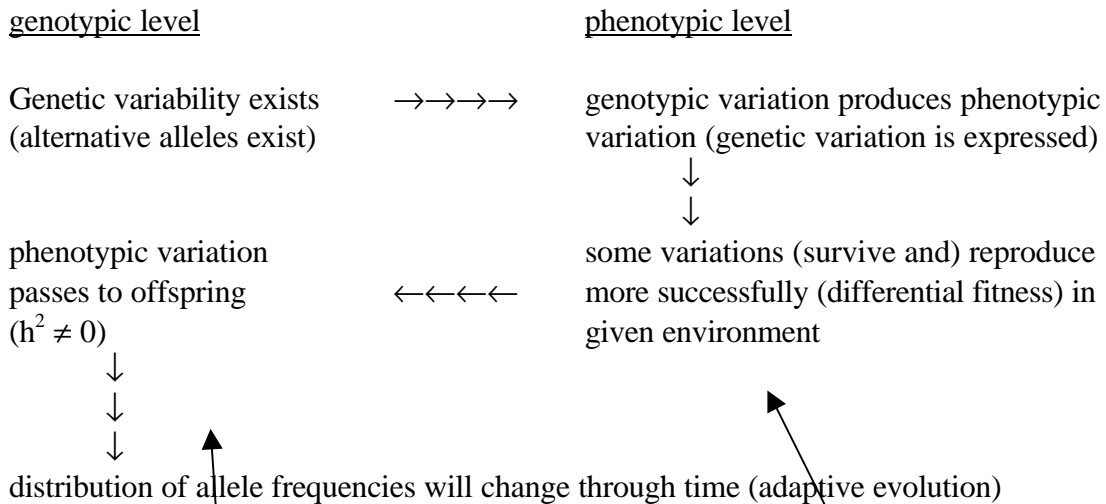 genotypic level phenotypic level
Genetic variability exists →→→→ genotypic variation produces phenotypic
(alternative alleles exist) variation (genetic variation is expressed)
↓
↓
phenotypic variation some variations (survive and) reproduce
passes to offspring ←←←← more successfully (differential fitness) in
(h² ≠ 0) given environment
↓
↓
↓
distribution of allele frequencies will change through time (adaptive evolution)